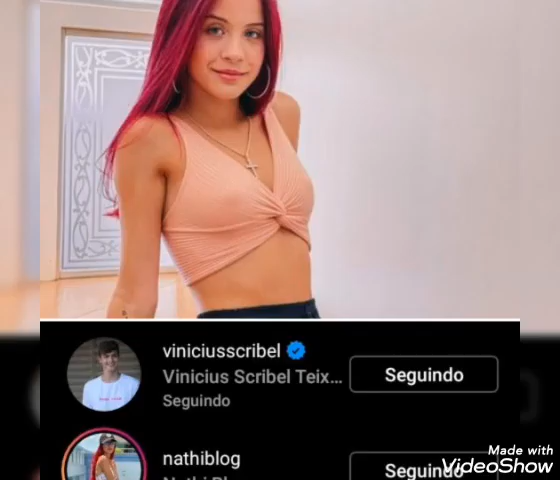 viniciusscribel
Vinicius Scribel Teix...
Seguindo
Seguindo
nathiblog
Seguindo
Made with
VideoShow